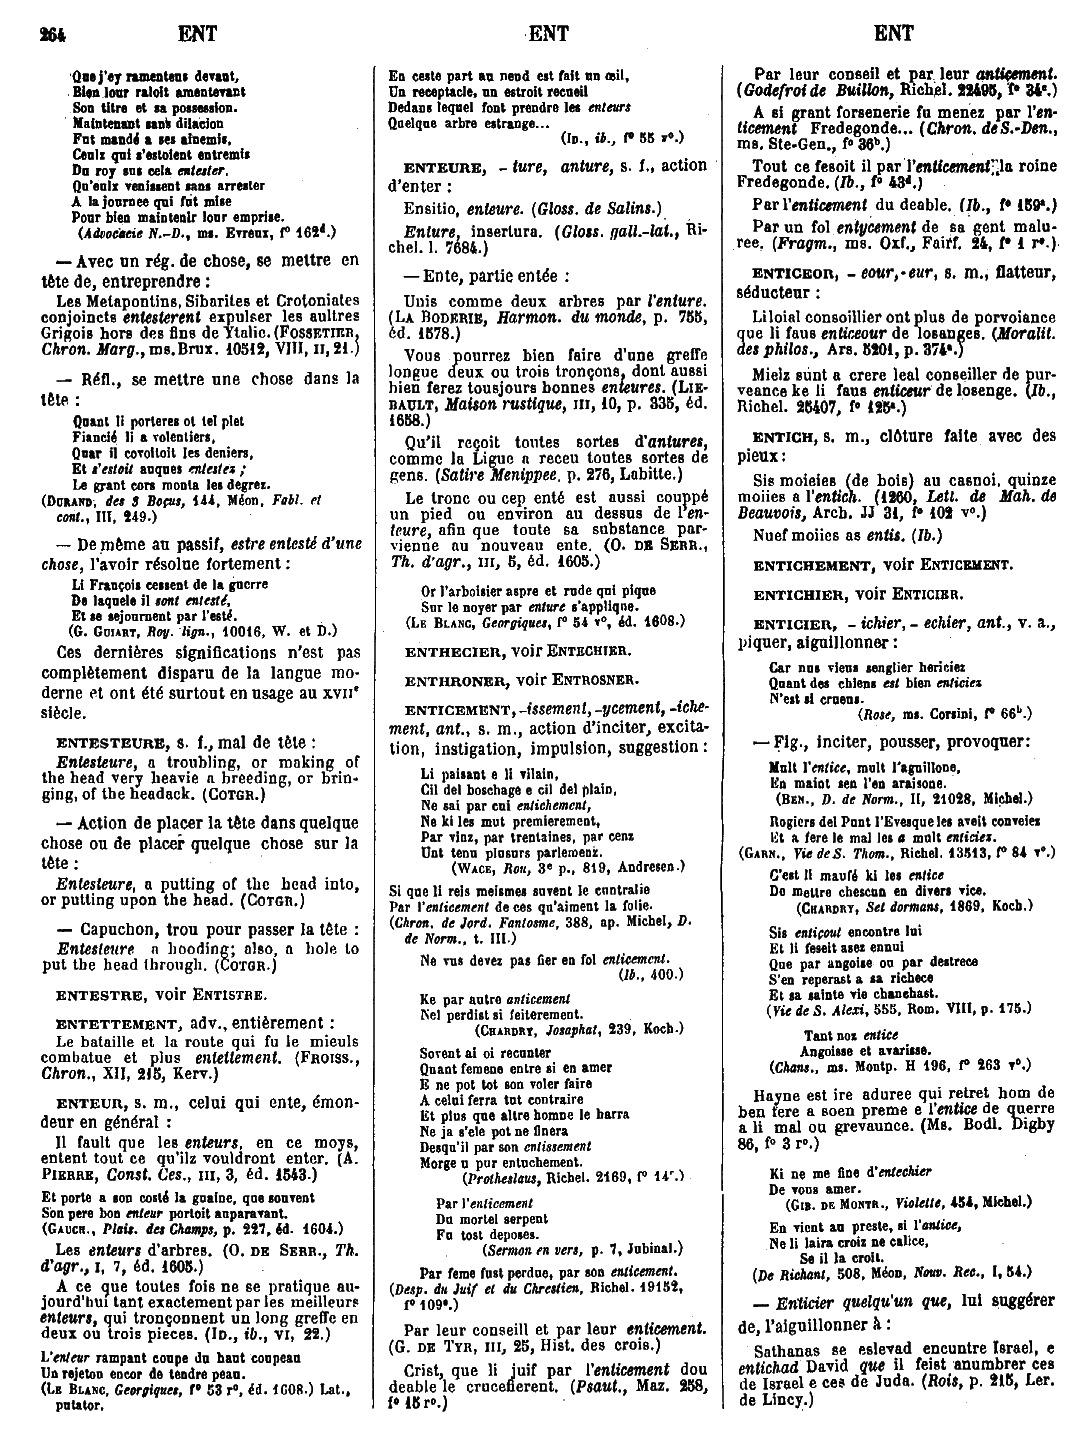 264 ENT ENT ENT
Que j'ey ramenteus devant,
Bien lour raloit amentevant
Son titre et sa possession.
Maintenant sans dilacion
Fut mandé a ses ainemis,
Ceulx qui s'estoient entremis
Du roy sus cela entester,
Qu'eulx venissent sans arrester
A la journee qui fut mise
Pour bien maintenir lour emprise.
(Advocacie N.-D., ms. Evreux, f° 162d.)
— Avec un rég. de chose, se mettre en
tête de, entreprendre :
Les Metapontins, Sibarites et Crotoniates
conjoincts entesterent expulser les aultres
Grigois hors des fins de Ytalie. (FOSSETIER,
Chron. Marg., ms. Brux. 10512, VIII, II, 21.)
— Réfl., se mettre une chose dans la
tête :
Quant li porteres ot tel plet
Fiancié li a volentiers,
Quar il covoitoit les deniers,
Et s'estoit auques entestez ;
Le grant cors monta les degrez.
(DURAND, des 3 Boçus, 144, Méon, Fabl. et
cont., III, 249.)
— De même au passif, estre entesté d'une
chose, l'avoir résolue fortement :
Li François cessent de la guerre
De laquele il sont entesté,
Et se sejournent par l'esté.
(G. GUIART, Roy. lign., 10016, W. et D.)
Ces dernières significations n'est pas
complètement disparu de la langue mo-
derne et ont été surtout en usage au XVIIe
siècle.
ENTESTEURE, s. f., mal de tête :
Entesteure, a troubling, or making of
the head very heavie a breeding, or brin-
ging, of the headack. (COTGR.)
— Action de placer la tête dans quelque
chose ou de placer quelque chose sur la
tête :
Entesteure, a putting of the head into,
or putting upon the head. (COTGR.)
— Capuchon, trou pour passer la tête :
Entesteure a hooding; also, a hole to
put the head through. (COTGR.)
ENTESTRE, voir ENTISTRE.
ENTETTEMENT, adv., entièrement :
Le bataille et la route qui fu le mieuls
combatue et plus entettement. (FROISS.,
Chron., XII, 215, Kerv.)
ENTEUR, s. m., celui qui ente, émon-
deur en général :
Il fault que les enteurs, en ce moys,
entent tout ce qu'ilz vouldront enter. (A.
PIERRE, Const. Ces., III, 3, éd. 1543.)
Et porte a son costé la guaine, que souvent
Son pere bon enteur portoit auparavant.
(GAUCH., Plais. des Champs, p. 227, éd. 1604.)
Les enteurs d'arbres. (O. DE SERR., Th.
d'agr., I, 7, éd. 1605.)
A ce que toutes fois ne se pratique au-
jourd'hui tant exactement par les meilleurs
enteurs, qui tronçonnent un long greffe en
deux ou trois pieces. (ID., ib., VI, 22.)
L'enteur rampant coupe du haut coupeau
Un rejeton encor de tendre peau.
(LE BLANC, Georgiques, f° 53 r°, éd. 1608.) Lat.,
putator.
En ceste part au neud est fait un œil,
Un receptacle, un estroit recueil
Dedans lequel font prendre les enteurs
Quelque arbre estrange...
(ID., ib., f° 55 v°.)
ENTEURE, - ture, anture, s. f., action
d'enter :
Ensitio, enteure. (Gloss. de Salins.)
Enture, insertura. (Gloss. gall.-lat., Ri-
chel. l. 7684.)
— Ente, partie entée :
Unis comme deux arbres par l'enture.
(LA BODERIE, Harmon. du monde, p. 755,
éd. 1578.)
Vous pourrez bien faire d'une greffe
longue deux ou trois tronçons, dont aussi
bien ferez tousjours bonnes enteures. (LIE-
BAULT, Maison rustique, III, 10, p. 335, éd.
1658.)
Qu'il reçoit toutes sortes d'antures,
comme la Ligue a receu toutes sortes de
gens. (Satire Menippee, p. 276, Labitte.)
Le tronc ou cep enté est aussi couppé
un pied ou environ au dessus de l'en-
teure, afin que toute sa substance par-
vienne au nouveau ente. (O. DE SERR.,
Th. d'agr., III, 5, éd. 1605.)
Or l'arboisier aspre et rude qui pique
Sur le noyer par enture s'applique.
(LE BLANC, Georgiques, f° 54 v°, éd. 1608.)
ENTHECIER, voir ENTECHIER.
ENTHRONER, voir ENTROSNER.
ENTICEMENT, -issement, -ycement, -iche-
ment, ant., s. m., action d'inciter, excita-
tion, instigation, impulsion, suggestion :
Li païsant e li vilain,
Cil del boschage e cil del plain,
Ne sai par cui entichement,
Ne ki les mut premierement,
Par vinz, par trentaines, par cenz
Unt tenu plusurs parlemenz.
(WACE, Rou, 3e p., 819, Andresen.)
Si que li reis meismes suvent le cuntralie
Par l'enticement de ces qu'aiment la folie.
(Chron. de Jord. Fantosme, 388, ap. Michel, D.
de Norm., t. III.)
Ne vus devez pas fier en fol enticement.
(Ib., 400.)
Ke par autre anticement
Nel perdist si feiterement.
(CHARDRY, Josaphat, 239, Koch.)
Sovent ai oi recunter
Quant femene entre si en amer
E ne pot tot son voler faire
A celui ferra tut contraire
Et plus que altre homne le harra
Ne ja s'ele pot ne finera
Desqu'il par son entissement
Morge u pur entuchement.
(Protheslaus, Richel. 2169, f° 14r.)
Par l'enticement
Du mortel serpent
Fu tost deposes.
(Sermon en vers, p. 7, Jubinal.)
Par feme fust perdue, par son enticement.
(Desp. du Juif et du Chrestien, Richel. 19152,
f° 109a.)
Par leur conseill et par leur enticement.
(G. DE TYR, III, 25, Hist. des crois.)
Crist, que li juif par l'enticement dou
deable le crucefierent. (Psaut., Maz. 258,
f° 15 r°.)
Par leur conseil et par leur anticement.
(Godefroi de Buillon, Richel. 22495, f° 34c.)
A si grant forsenerie fu menez par l'en-
ticement Fredegonde... (Chron. de S.-Den.,
ms. Ste-Gen., f° 36b.)
Tout ce fesoit il par l'enticement la roine
Fredegonde. (Ib., f° 43d.)
Par l'enticement du deable. (Ib., f° 159a.)
Par un fol entycement de sa gent malu-
ree. (Fragm., ms. Oxf., Fairf. 24, f° 1 r°.)
ENTICEOR, - eour, - eur, s. m., flatteur,
séducteur :
Li loial consoillier ont plus de porvoiance
que li faus enticeour de losanges. (Moralit.
des philos., Ars. 5201, p. 374a.)
Mielz sunt a crere leal conseiller de pur-
veance ke li faus enticeur de losenge. (Ib.,
Richel. 25407, f° 125a.)
ENTICH, s. m., clôture faite avec des
pieux :
Sis moieies (de bois) au casnoi, quinze
moiies a l'entich. (1260, Lett. de Mah. de
Beauvois, Arch. JJ 31, f° 102 v°.)
Nuef moiies as entis. (Ib.)
ENTICHEMENT, voir ENTICEMENT.
ENTICHIER, voir ENTICIER.
ENTICIER, - ichier, - echier, ant., v. a.,
piquer, aiguillonner :
Car nus viens senglier hericiez
Quant des chiens est bien enticiez
N'est si crueus.
(Rose, ms. Corsini, f° 66b.)
— Fig., inciter, pousser, provoquer :
Mult l'entice, mult l'aguillone,
En maint sen l'en araisone.
(BEN., D. de Norm., II, 21028, Michel.)
Rogiers del Punt l'Evesque les aveit conveiez
Et a fere le mal les a mult enticiez.
(GARN., Vie de S. Thom., Richel. 13513, f° 84 v°.)
C'est li maufé ki les entice
De mettre chescun en divers vice.
(CHARDRY, Set dormans, 1869, Koch.)
Sis entiçout encontre lui
Et li feseit asez ennui
Que par angoise ou par destrece
S'en reperast a sa richece
Et sa sainte vie chanehast.
(Vie de S. Alexi, 555, Rom. VIII, p. 175.)
Tant noz entice
Angoisse et avarisse.
(Chans., ms. Montp. H 196, f° 263 v°.)
Hayne est ire aduree qui retret hom de
ben fere a soen preme e l'entice de guerre
a li mal ou grevaunce. (Ms. Bodl. Digby
86, f° 3 r°.)
Ki ne me fine d'entechier
De vous amer.
(GIB. DE MONTR., Violette, 454, Michel.)
En vient au preste, si l'antice,
Ne li laira croiz ne calice,
Se il la croit.
(De Richaut, 508, Méon, Nouv. Rec., I, 54.)
— Enticier quelqu'un que, lui suggérer
de, l'aiguillonner à :
Sathanas se eslevad encuntre Israel, e
entichad David que il feist anumbrer ces
de Israel e ces de Juda. (Rois, p. 215, Ler.
de Lincy.)